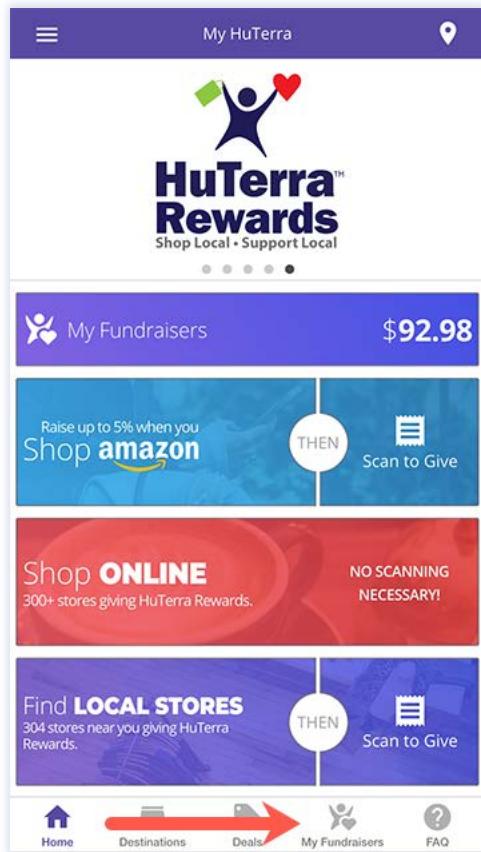 My HuTerra
HuTerra™
Rewards
Shop Local • Support Local
My Fundraisers
$92.98
Raise up to 5% when you
Shop amazon
THEN
Scan to Give
Shop ONLINE
300+ stores giving HuTerra Rewards.
NO SCANNING
NECESSARY!
Find LOCAL STORES
304 stores near you giving HuTerra
Rewards.
THEN
Scan to Give
Home
Destinations
Deals
My Fundraisers
FAQ